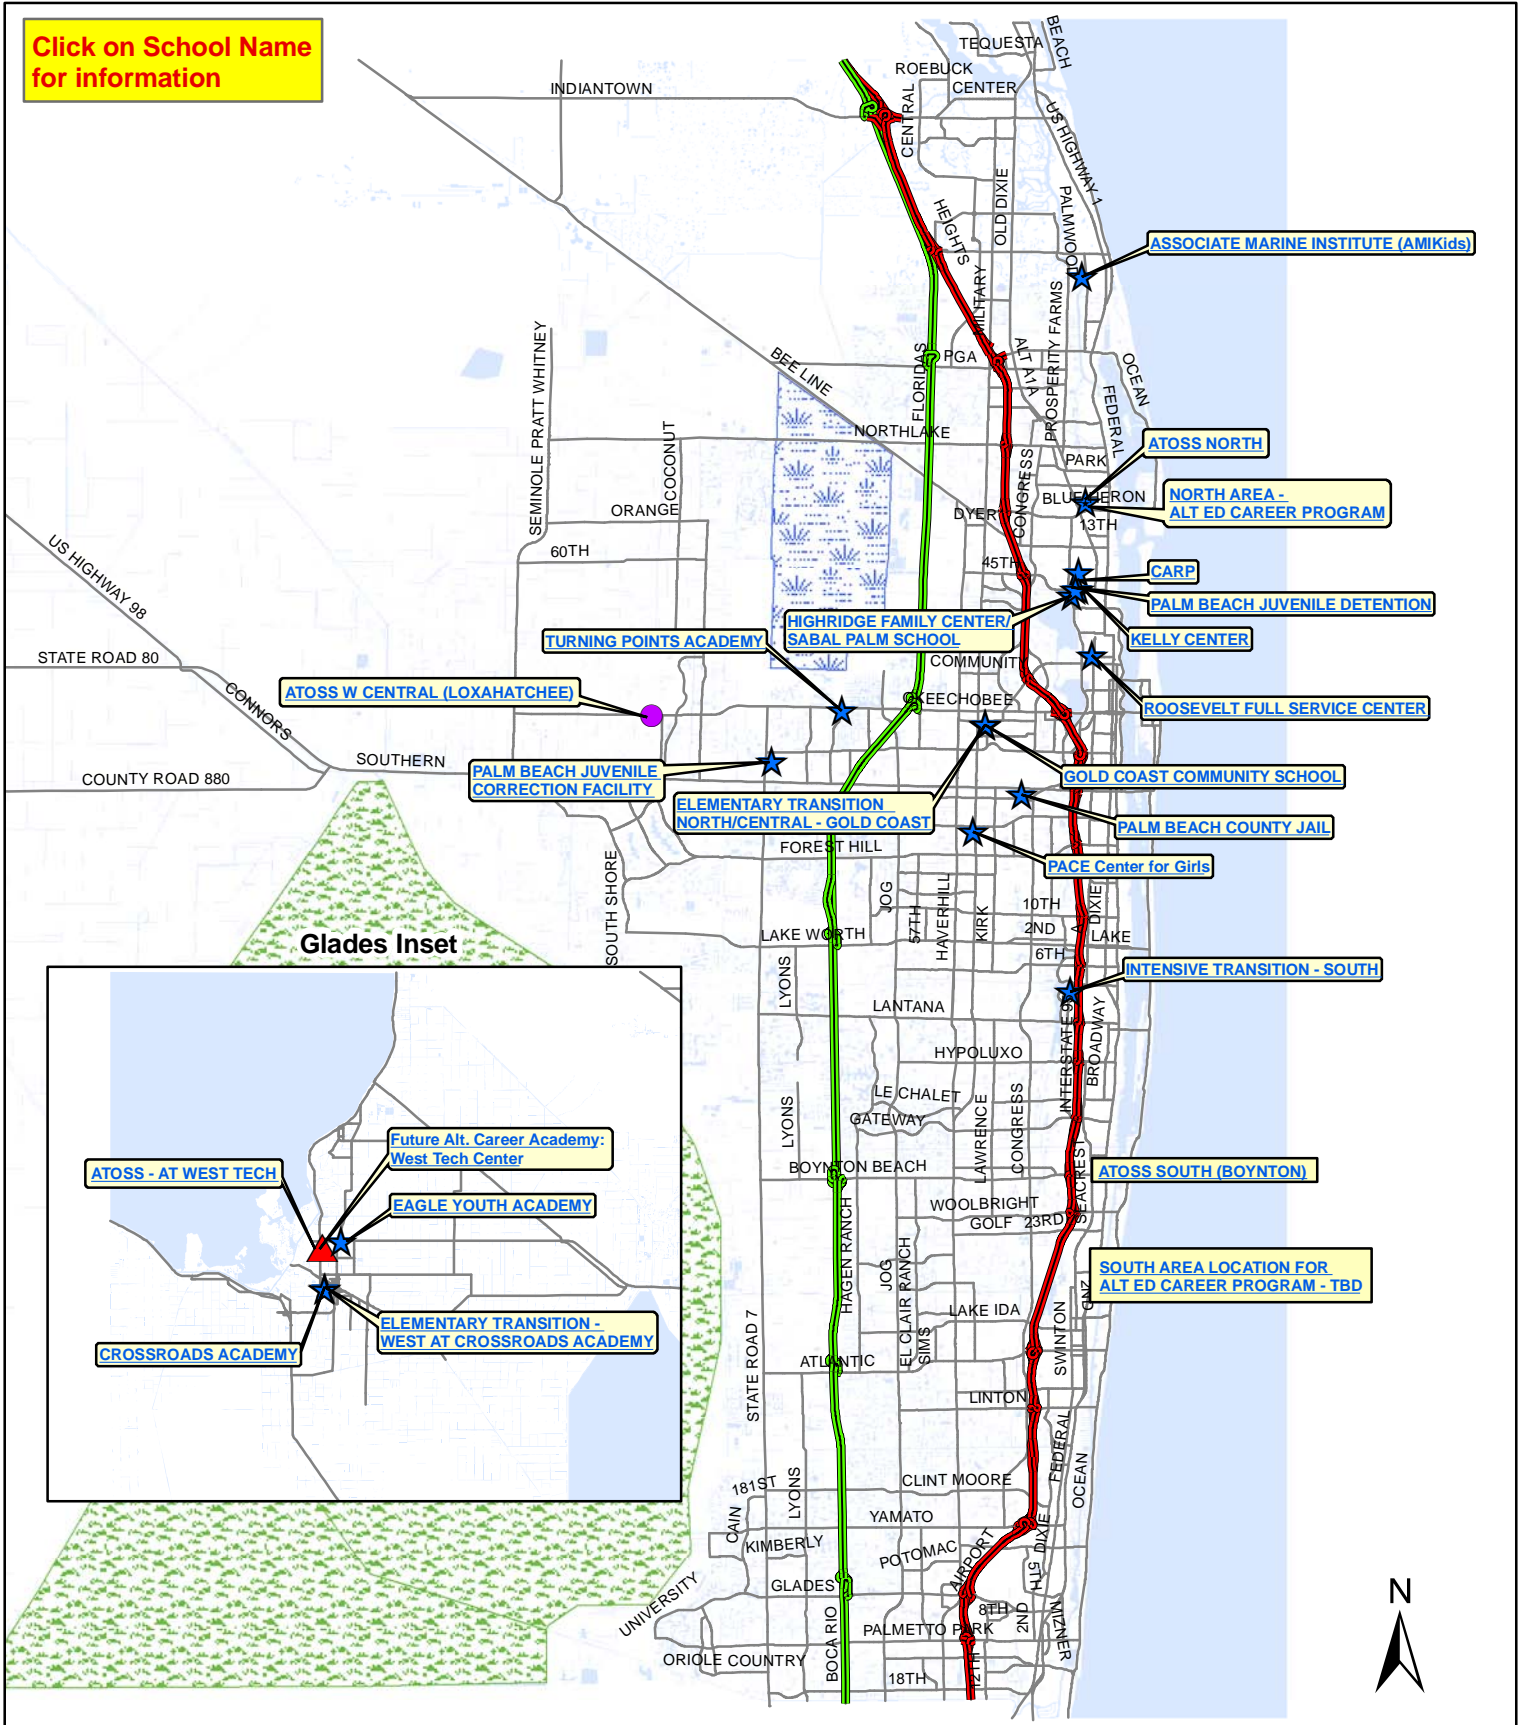 Click on School Name
for information
TEQUESTA
BEACH
ROEBUCK
CENTER
INDIANTOWN
CENTRAL
US HIGHWAY 1
OLD DIXIE
PALMWOOD
HEIGHTS
ASSOCIATE MARINE INSTITUTE (AMIKids)
MILITARY
PROSPERITY FARMS
SEMINOLE PRATT WHITNEY
BEE LINE
FLORIDAS
PGA
ALT A1A
OCEAN
FEDERAL
COCONUT
NORTHLAKE
ATOSS NORTH
PARK
CONGRESS
BLUE HERON
NORTH AREA -
ALT ED CAREER PROGRAM
ORANGE
DYER
13TH
US HIGHWAY 98
60TH
45TH
CARP
PALM BEACH JUVENILE DETENTION
HIGHRIDGE FAMILY CENTER/
SABAL PALM SCHOOL
KELLY CENTER
TURNING POINTS ACADEMY
STATE ROAD 80
COMMUNITY
ATOSS W CENTRAL (LOXAHATCHEE)
CONNORS
OKEECHOBEE
ROOSEVELT FULL SERVICE CENTER
SOUTHERN
COUNTY ROAD 880
PALM BEACH JUVENILE
CORRECTION FACILITY
GOLD COAST COMMUNITY SCHOOL
ELEMENTARY TRANSITION
NORTH/CENTRAL - GOLD COAST
PALM BEACH COUNTY JAIL
FOREST HILL
PACE Center for Girls
SOUTH SHORE
JOG
57TH
HAVERHILL
KIRK
10TH
DIXIE
A
2ND
LAKE
LAKE WORTH
6TH
Glades Inset
LYONS
INTENSIVE TRANSITION - SOUTH
LANTANA
INTERSTATE 95
BROADWAY
HYPOLUXO
LE CHALET
GATEWAY
LYONS
LAWRENCE
CONGRESS
Future Alt. Career Academy:
West Tech Center
ATOSS - AT WEST TECH
BOYNTON BEACH
SEACREST
ATOSS SOUTH (BOYNTON)
EAGLE YOUTH ACADEMY
WOOLBRIGHT
GOLF
23RD
HAGEN RANCH
JOG
EL CLAIR RANCH
SOUTH AREA LOCATION FOR
ALT ED CAREER PROGRAM - TBD
2ND
LAKE IDA
SIMS
SWINTON
STATE ROAD 7
ELEMENTARY TRANSITION -
WEST AT CROSSROADS ACADEMY
CROSSROADS ACADEMY
ATLANTIC
LINTON
FEDERAL
OCEAN
181ST
LYONS
CLINT MOORE
CAIN
YAMATO
DIXIE
KIMBERLY
POTOMAC
AIRPORT
5TH
GLADES
UNIVERSITY
8TH
2ND
MIZNER
BOCA RIO
PALMETTO PARK
ORIOLE COUNTRY
18TH
12TH
N